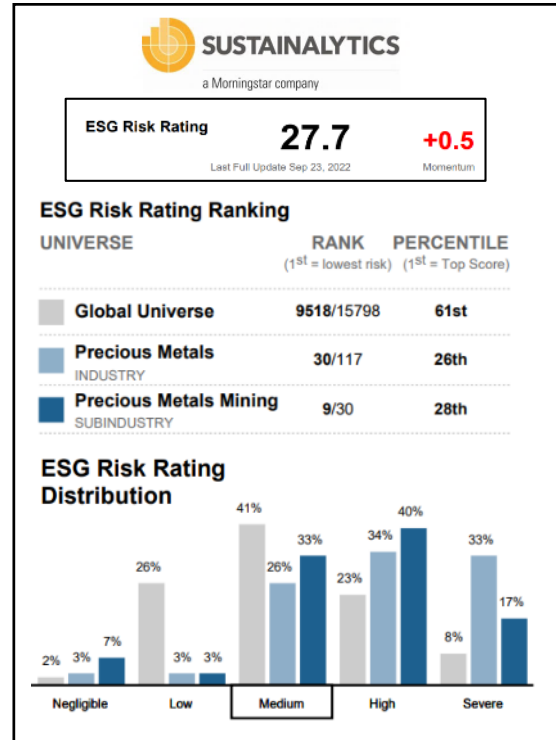 SUSTAINALYTICS
a Morningstar company
ESG Risk Rating 27.7 +0.5
Last Full Update Sep 23, 2022 Momentum
ESG Risk Rating Ranking
UNIVERSE RANK PERCENTILE
(1st = lowest risk) (1st = Top Score)
Global Universe 9518/15798 61st
Precious Metals 30/117 26th
INDUSTRY
Precious Metals Mining 9/30 28th
SUBINDUSTRY
ESG Risk Rating
Distribution
2% 3% 7% 26% 3% 3% 41% 26% 33% 23% 34% 40% 8% 33% 17%
Negligible Low Medium High Severe